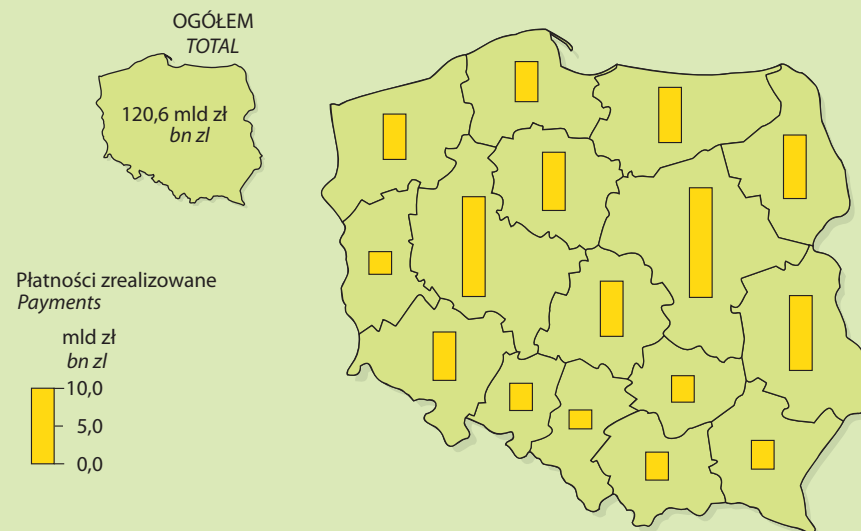 OGÓŁEM
TOTAL
120,6 mld zł
bn zl
Płatności zrealizowane
Payments
mld zł
bn zl
10,0
5,0
0,0